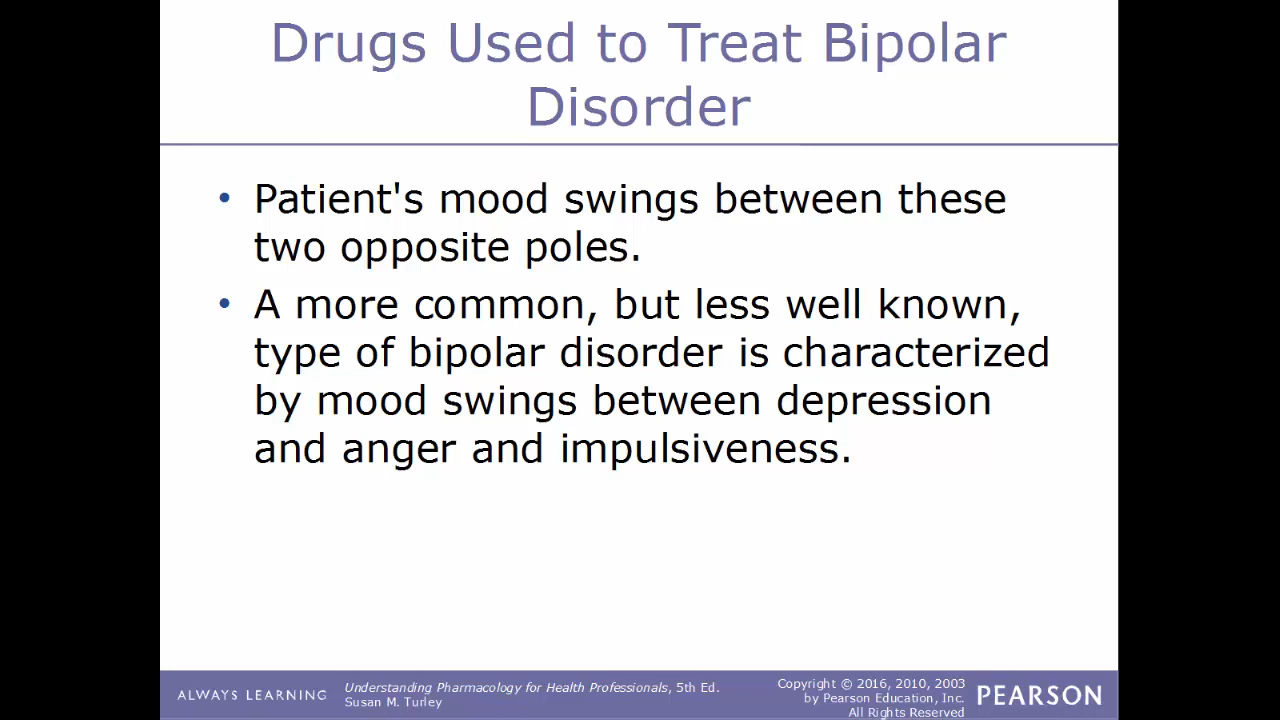 Drugs Used to Treat Bipolar
Disorder
• Patient's mood swings between these
two opposite poles.
• A more common, but less well known,
type of bipolar disorder is characterized
by mood swings between depression
and anger and impulsiveness.
ALWAYS LEARNING
Understanding Pharmacology for Health Professionals, 5th Ed.
Susan M. Turley
Copyright © 2016, 2010, 2003
by Pearson Education, Inc.
All Rights Reserved
PEARSON